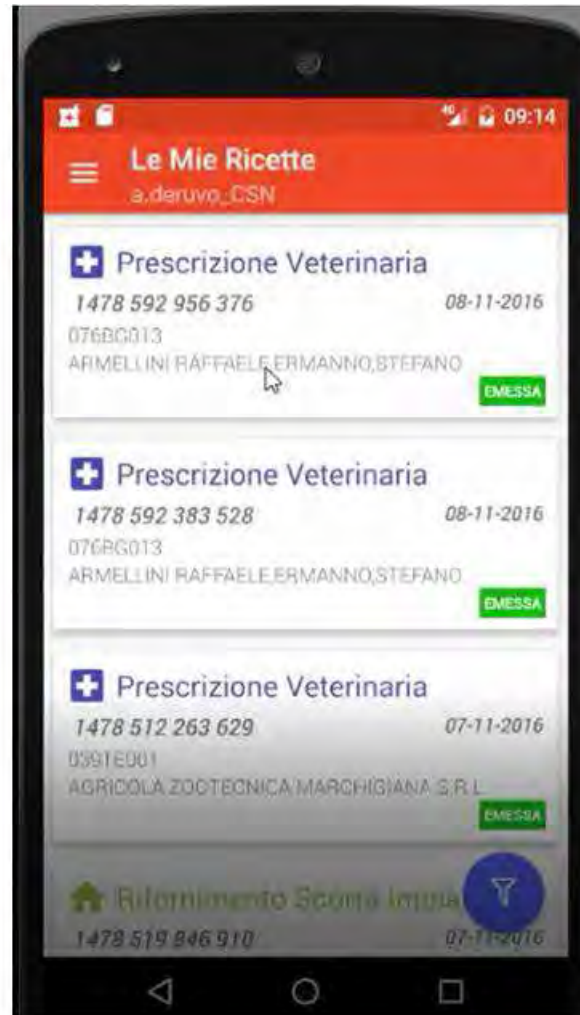 4G 09:14
Le Mie Ricette
a.deruvo_CSN
Prescrizione Veterinaria
1478 592 956 376 08-11-2016
076BG013
ARMELLINI RAFFAELE,ERMANNO,STEFANO
EMESSA
Prescrizione Veterinaria
1478 592 383 528 08-11-2016
076BG013
ARMELLINI RAFFAELE,ERMANNO,STEFANO
EMESSA
Prescrizione Veterinaria
1478 512 263 629 07-11-2016
AGRICOLA ZOOTECNICA MARCHIGIANA S.R.L.
EMESSA
Rifornimento Scorta
1478 519 846 910 07-11-2016